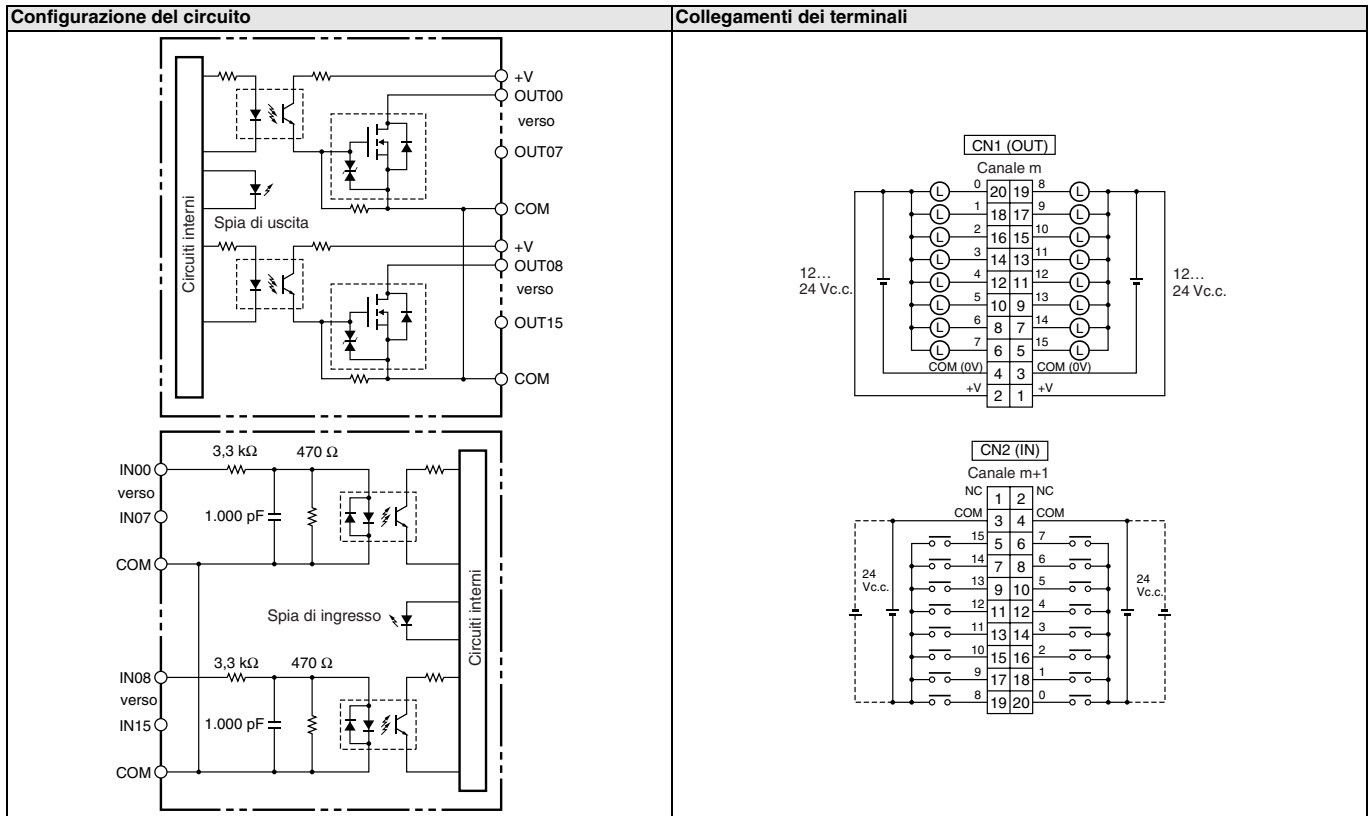 Configurazione del circuito
Collegamenti dei terminali
Circuiti interni
+V
OUT00
verso
OUT07
Spia di uscita
COM
+V
OUT08
verso
OUT15
COM
3,3 kΩ 470 Ω
IN00
verso
IN07
1.000 pF
COM
Spia di ingresso
Circuiti interni
3,3 kΩ 470 Ω
IN08
verso
IN15
1.000 pF
COM
CN1 (OUT)
Canale m
0 20 19 8
L L
1 18 17 9
L L
2 16 15 10
L L
3 14 13 11
L L
4 12 11 12
L L
5 10 9 13
L L
6 8 7 14
L L
7 6 5 15
L L
COM (0V) 4 3 COM (0V)
+V 2 1 +V
12…
24 Vc.c.
12…
24 Vc.c.
CN2 (IN)
Canale m+1
NC 1 2 NC
COM 3 4 COM
15 5 6 7
14 7 8 6
13 9 10 5
12 11 12 4
11 13 14 3
10 15 16 2
9 17 18 1
8 19 20 0
24
Vc.c.
24
Vc.c.